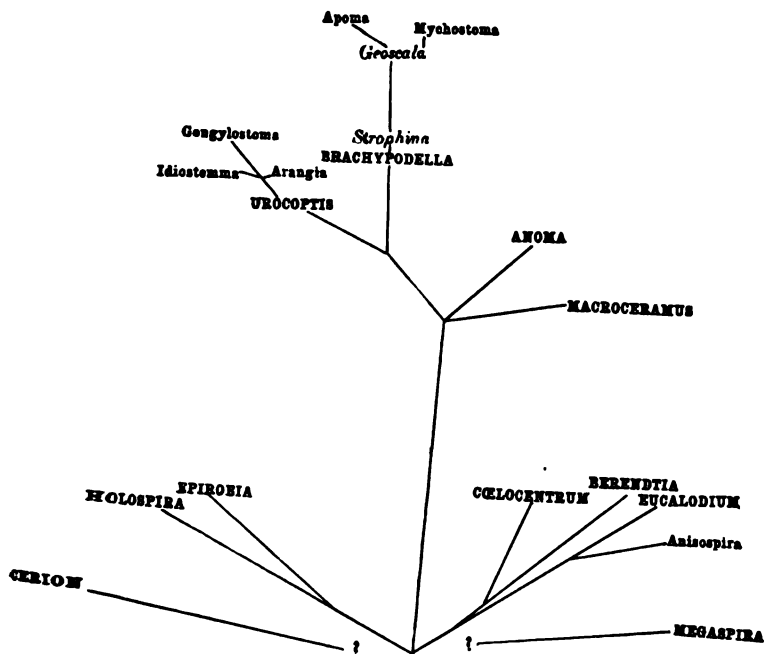 Apoma
Mychostoma
Geoscala
Strophina
BRACHYPODELLA
Gongylostoma
Idiostemma
Arangia
UROCOPTIS
ANOMA
MACROCERAMUS
HOLOSPIRA
EPIROBIA
CŒLOCENTRUM
BERENDTIA
EUCALODIUM
Anisospira
CERION
MEGASPIRA
?
?